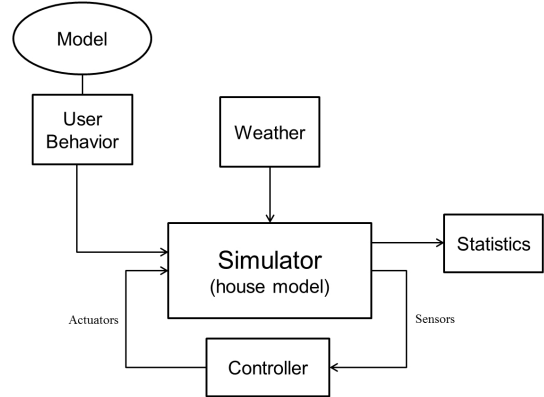 Model
User
Behavior
Weather
Simulator
(house model)
Statistics
Actuators
Sensors
Controller